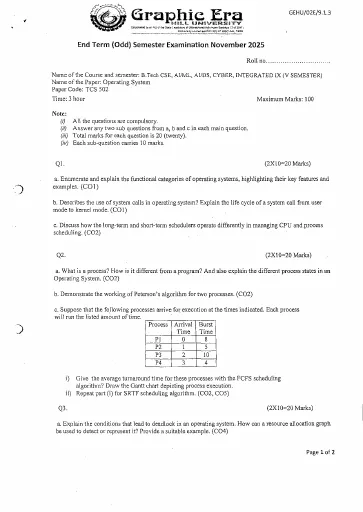 GEHU/02E/9.1.3
Graphic Era
HILL UNIVERSITY
End Term (Odd) Semester Examination November 2025
Roll no.........................
Name of the Course and semester: B.Tech CSE, AI/ML, AI/DS, CYBER, INTEGRATED IX (V SEMESTER)
Name of the Paper: Operating System
Paper Code: TCS 502
Time: 3 hour Maximum Marks: 100
Note:
(i) All the questions are compulsory.
(ii) Answer any two sub questions from a, b and c in each main question.
(iii) Total marks for each question is 20 (twenty).
(iv) Each sub-question carries 10 marks.
Q1. (2X10=20 Marks)
a. Enumerate and explain the functional categories of operating systems, highlighting their key features and
examples. (CO1)
b. Describes the use of system calls in operating system? Explain the life cycle of a system call from user
mode to kernel mode. (CO1)
c. Discuss how the long-term and short-term schedulers operate differently in managing CPU and process
scheduling. (CO2)
Q2. (2X10=20 Marks)
a. What is a process? How is it different from a program? And also explain the different process states in an
Operating System. (CO2)
b. Demonstrate the working of Peterson's algorithm for two processes. (CO2)
c. Suppose that the following processes arrive for execution at the times indicated. Each process
will run the listed amount of time.
Process Arrival Time Burst Time
P1 0 8
P2 1 5
P3 2 10
P4 3 4
i) Give the average turnaround time for these processes with the FCFS scheduling
algorithm? Draw the Gantt chart depicting process execution.
ii) Repeat part (i) for SRTF scheduling algorithm. (CO2, CO5)
Q3. (2X10=20 Marks)
a. Explain the conditions that lead to deadlock in an operating system. How can a resource allocation graph
be used to detect or represent it? Provide a suitable example. (CO4)
Page 1 of 2